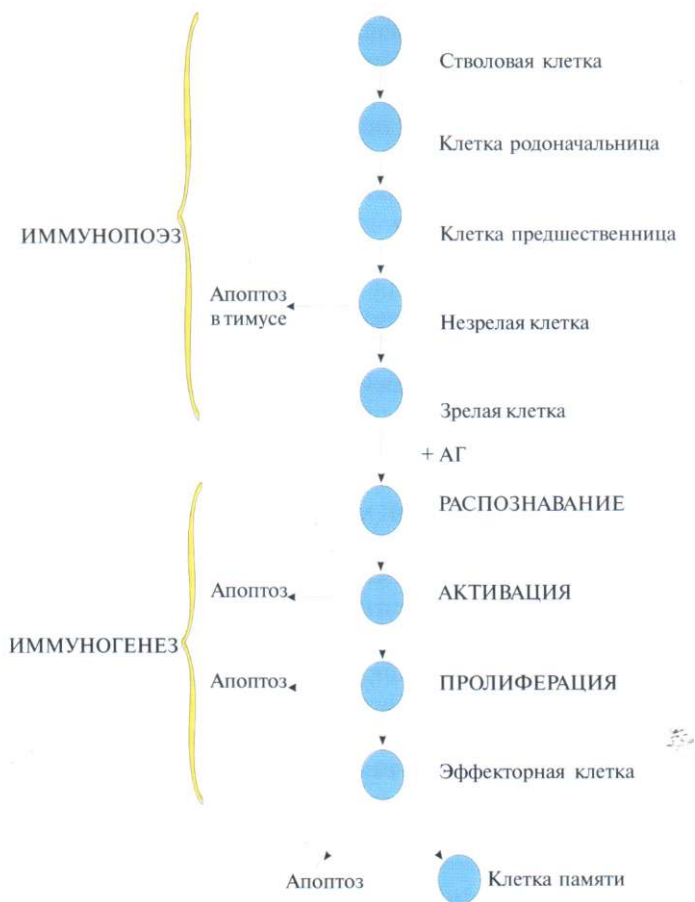 Стволовая клетка
Клетка родоначальница
Клетка предшественница
ИММУНОПОЭЗ
Апоптоз
в тимусе
Незрелая клетка
Зрелая клетка
+ АГ
РАСПОЗНАВАНИЕ
Апоптоз
АКТИВАЦИЯ
ИММУНОГЕНЕЗ
Апоптоз
ПРОЛИФЕРАЦИЯ
Эффекторная клетка
Апоптоз
Клетка памяти